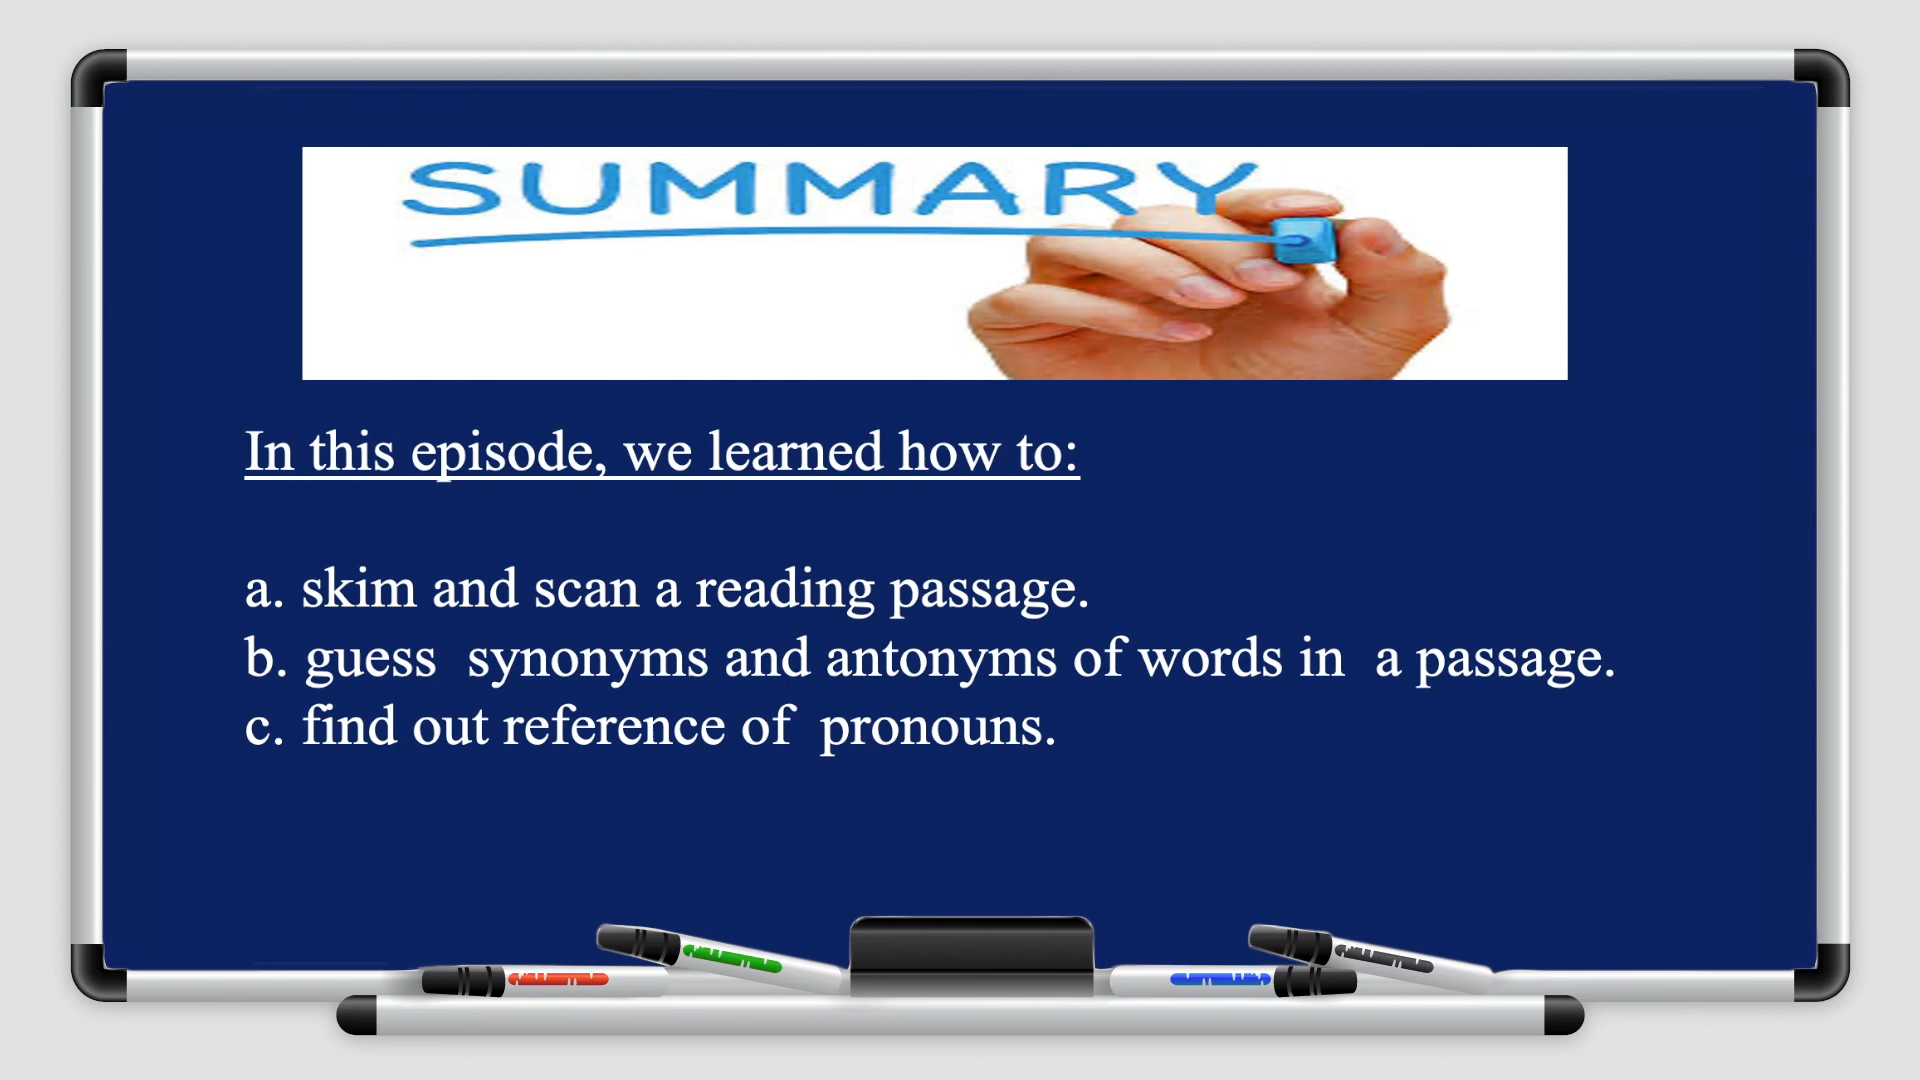 SUMMARY
In this episode, we learned how to:
a. skim and scan a reading passage.
b. guess  synonyms and antonyms of words in  a passage.
c. find out reference of  pronouns.